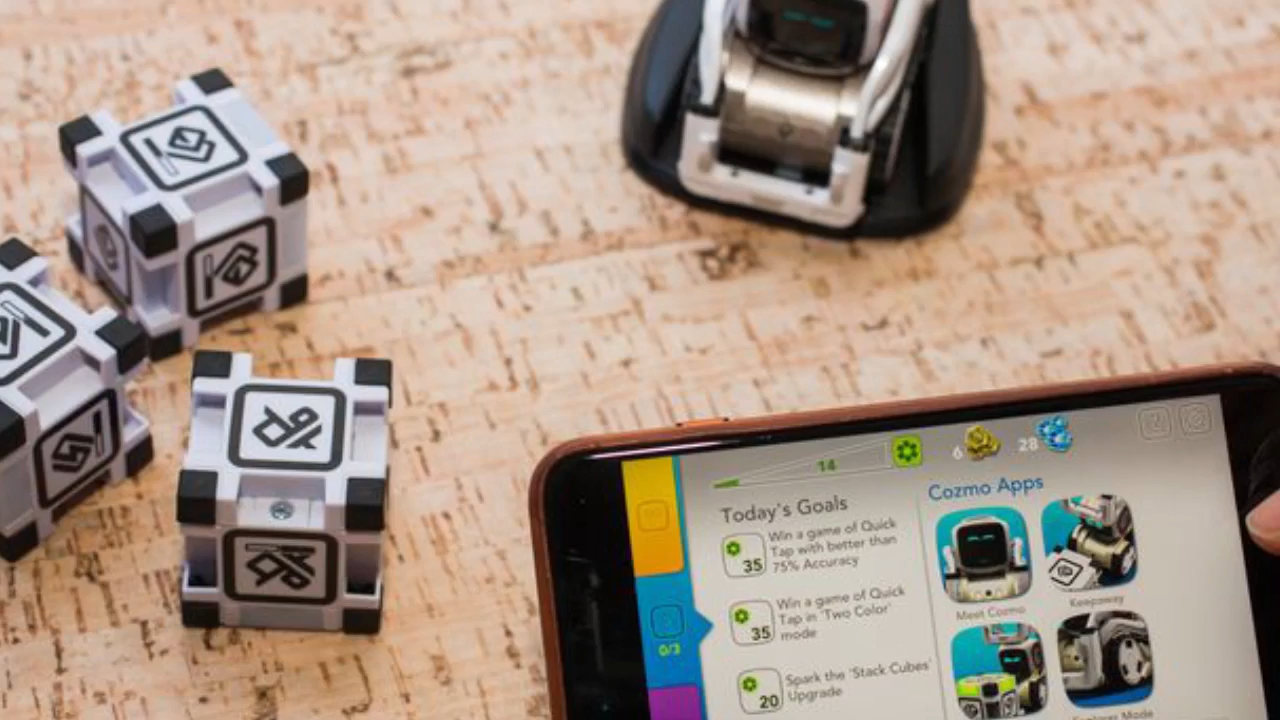 14
6
28
Today's Goals
35
Win a game of Quick
Tap with better than
75% Accuracy
35
Win a game of Quick
Tap in 'Two Color'
mode
20
Spark the 'Stack Cubes'
Upgrade
0/3
Cozmo Apps
Meet Cozmo
Keepaway
Explorer Mode